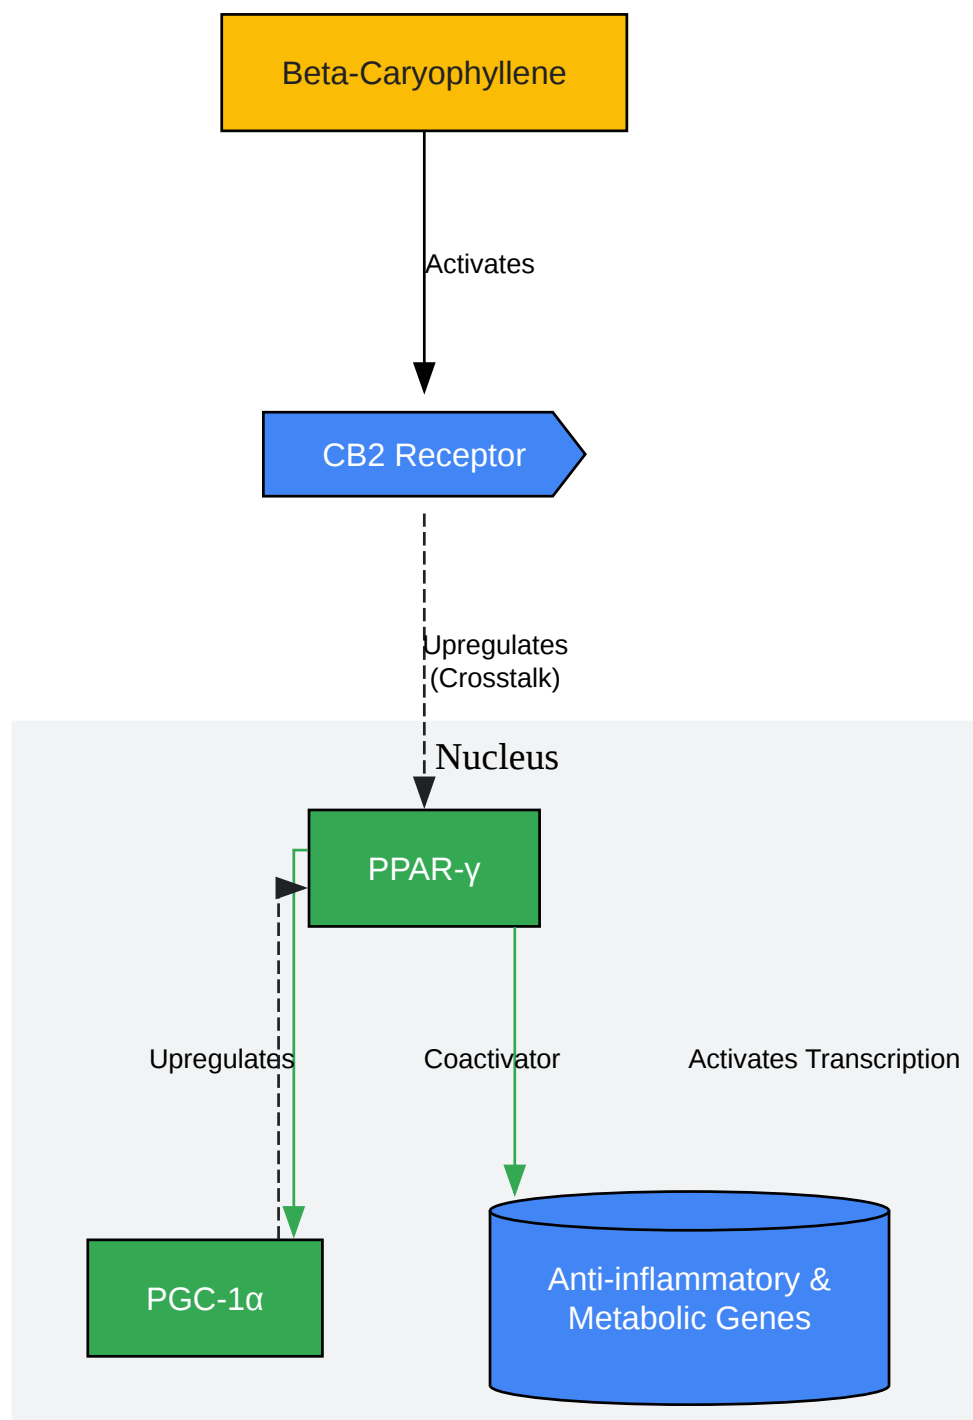 Beta-Caryophyllene
Activates
CB2 Receptor
Upregulates
(Crosstalk)
Nucleus
PPAR-γ
Upregulates
Coactivator
Activates Transcription
PGC-1α
Anti-inflammatory &
Metabolic Genes